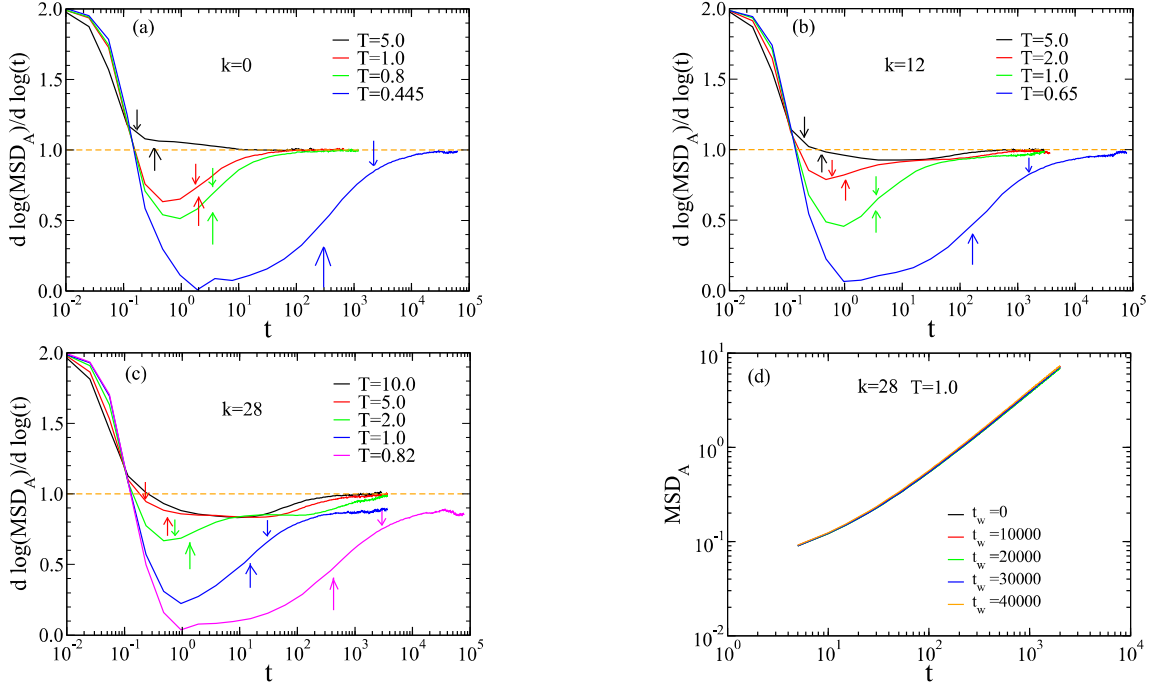 (a)
k=0
T=5.0
T=1.0
T=0.8
T=0.445
d log(MSD_A)/d log(t)
2.0
1.5
1.0
0.5
0.0
10^-2 10^-1 10^0 10^1 10^2 10^3 10^4 10^5
t
(b)
k=12
T=5.0
T=2.0
T=1.0
T=0.65
d log(MSD_A)/d log(t)
2.0
1.5
1.0
0.5
0.0
10^-2 10^-1 10^0 10^1 10^2 10^3 10^4 10^5
t
(c)
k=28
T=10.0
T=5.0
T=2.0
T=1.0
T=0.82
d log(MSD_A)/d log(t)
2.0
1.5
1.0
0.5
0.0
10^-2 10^-1 10^0 10^1 10^2 10^3 10^4 10^5
t
(d)
k=28 T=1.0
MSD_A
10^1
10^0
10^-1
10^-2
t_w=0
t_w=10000
t_w=20000
t_w=30000
t_w=40000
10^0 10^1 10^2 10^3 10^4
t